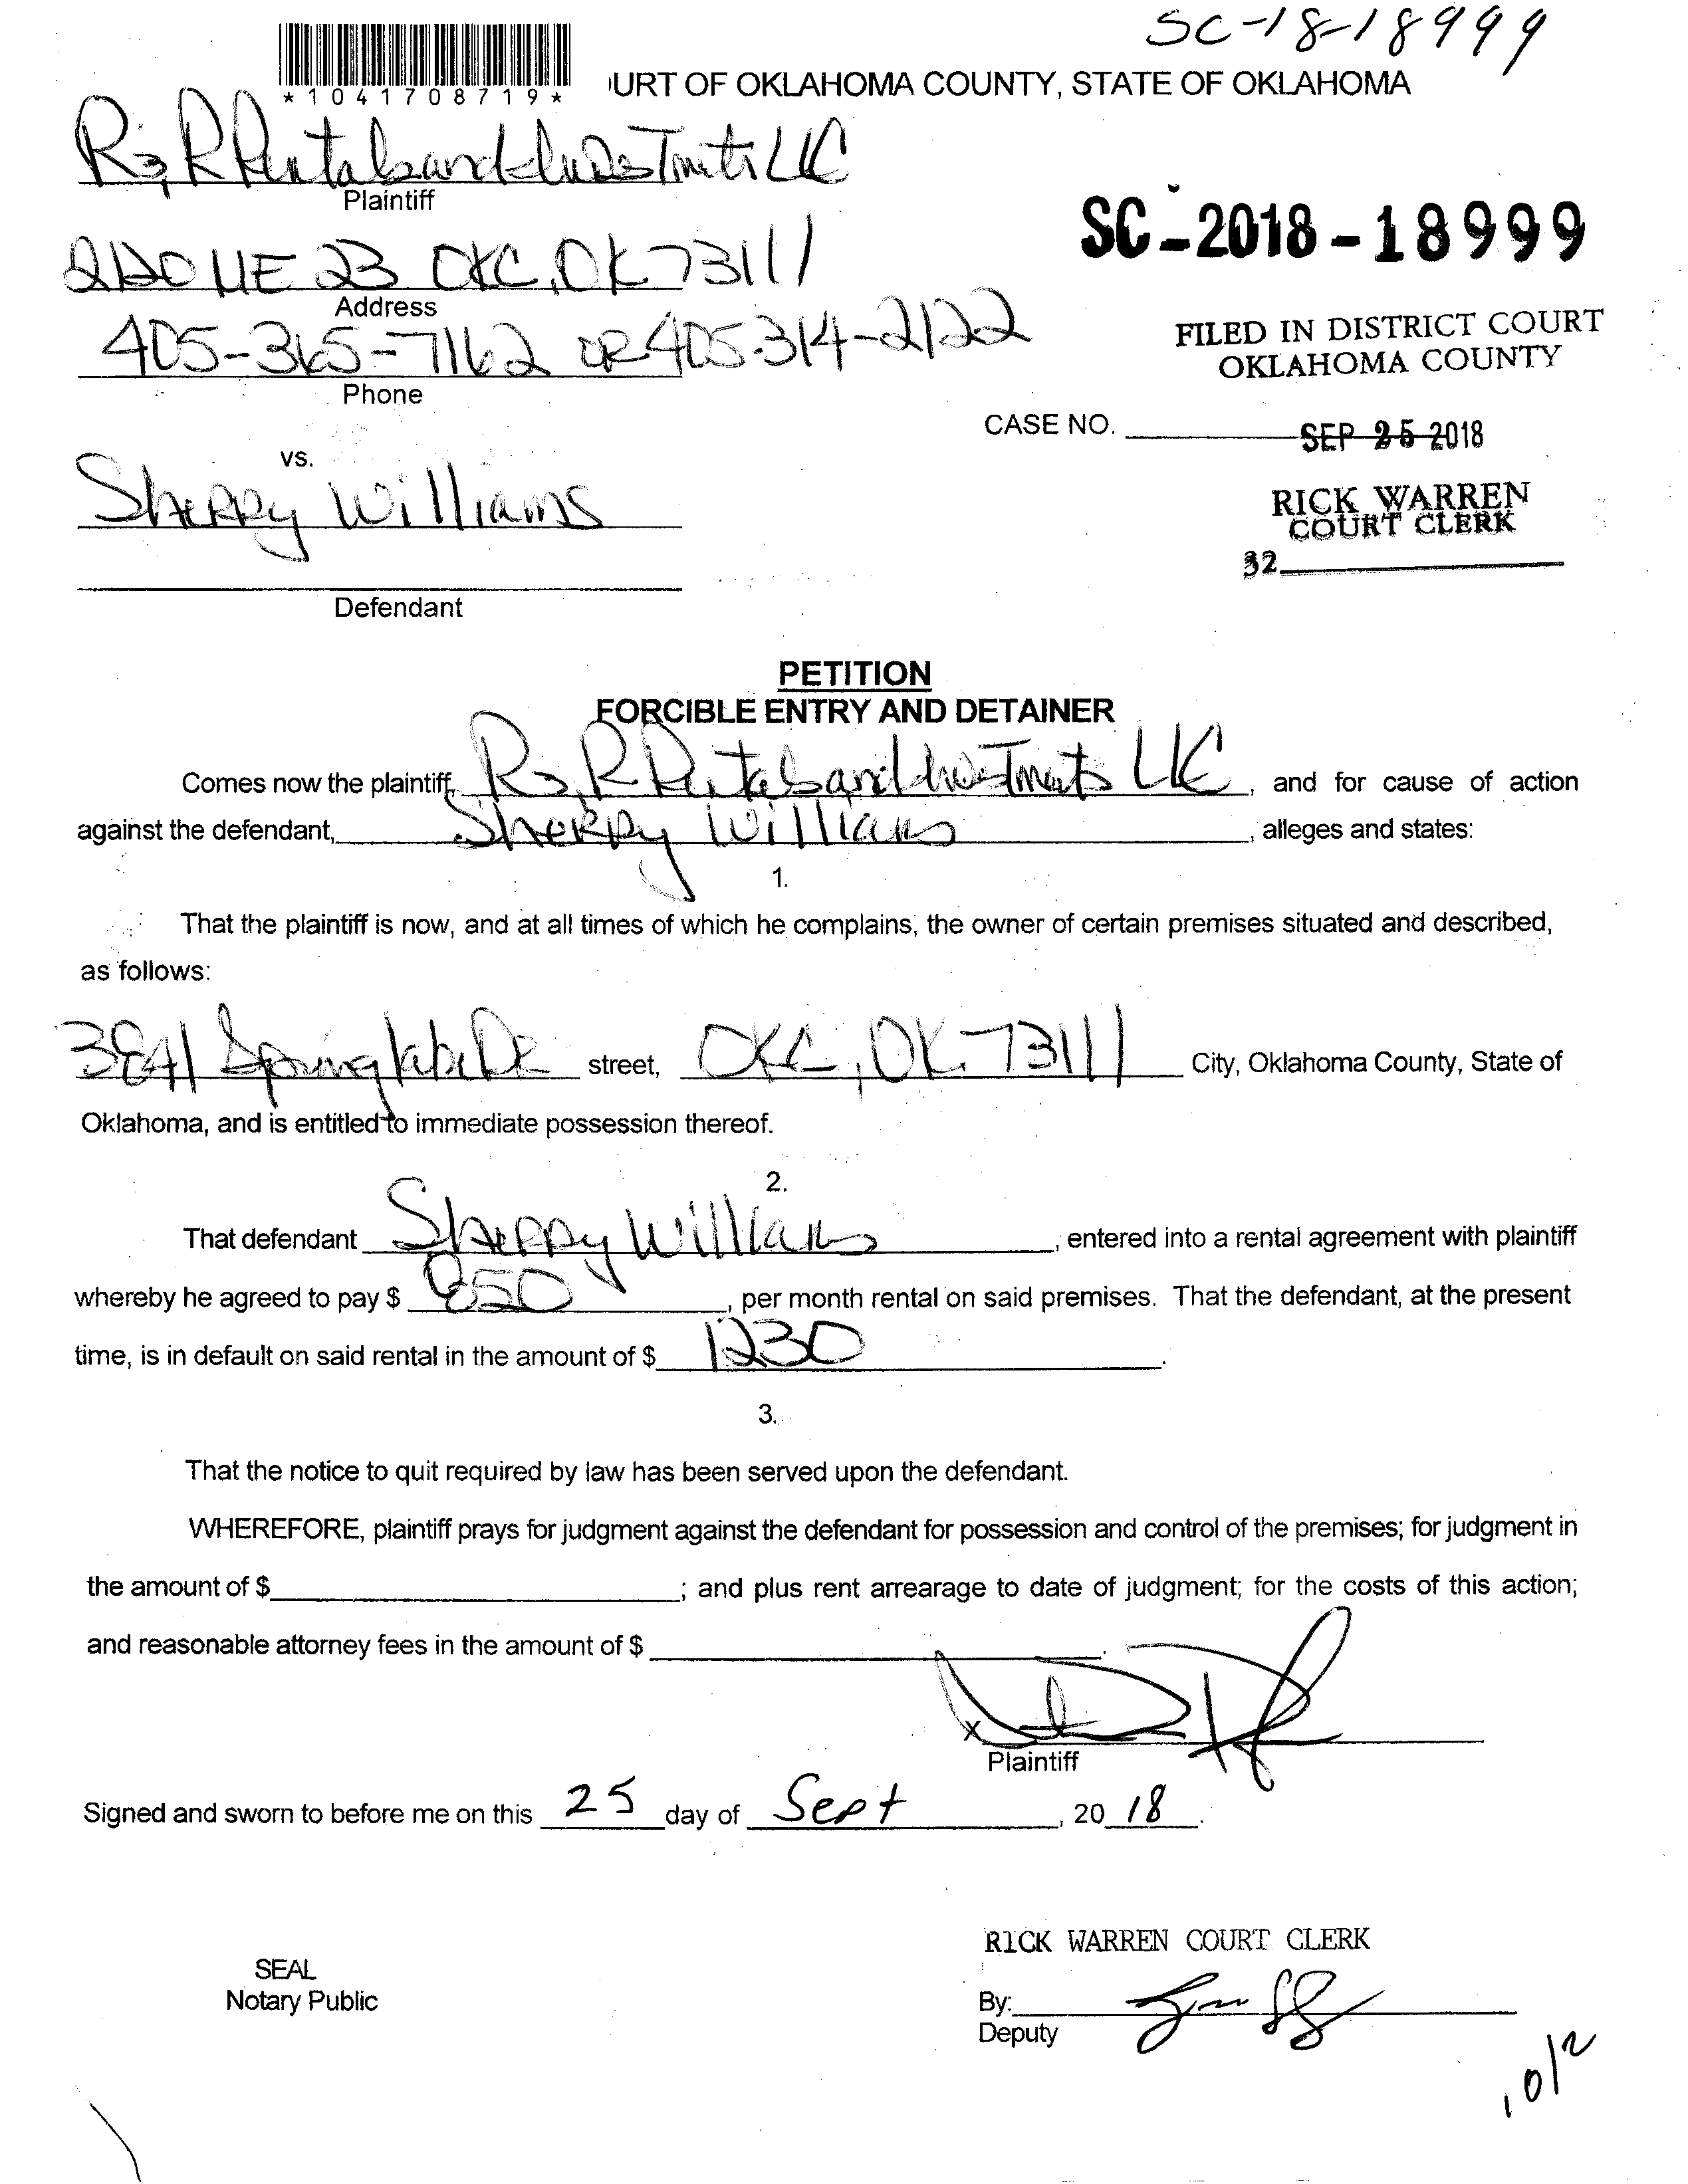 SC-18-18999
*1041708719*
URT OF OKLAHOMA COUNTY, STATE OF OKLAHOMA
R&R Rentals and Investments LLC
Plaintiff
SC-2018-18999
2120 NE 23 OKC, OK 73111
Address
405-365-7162 OR 405-314-2122
Phone
FILED IN DISTRICT COURT
OKLAHOMA COUNTY
CASE NO.
SEP 25 2018
vs.
Sherry Williams
RICK WARREN
COURT CLERK
32
Defendant
PETITION
FORCIBLE ENTRY AND DETAINER
Comes now the plaintiff, R&R Rentals and Investments LLC, and for cause of action
against the defendant, Sherry Williams, alleges and states:
1.
That the plaintiff is now, and at all times of which he complains, the owner of certain premises situated and described,
as follows:
3841 Springlake Dr street, OKC, OK 73111 City, Oklahoma County, State of
Oklahoma, and is entitled to immediate possession thereof.
2.
That defendant Sherry Williams, entered into a rental agreement with plaintiff
whereby he agreed to pay $ 850, per month rental on said premises. That the defendant, at the present
time, is in default on said rental in the amount of $ 1230.
3.
That the notice to quit required by law has been served upon the defendant.
WHEREFORE, plaintiff prays for judgment against the defendant for possession and control of the premises; for judgment in
the amount of $ ; and plus rent arrearage to date of judgment; for the costs of this action;
and reasonable attorney fees in the amount of $ .
X
Plaintiff
Signed and sworn to before me on this 25 day of Sept, 20 18.
RICK WARREN COURT CLERK
SEAL
Notary Public
By:
Deputy
10/2